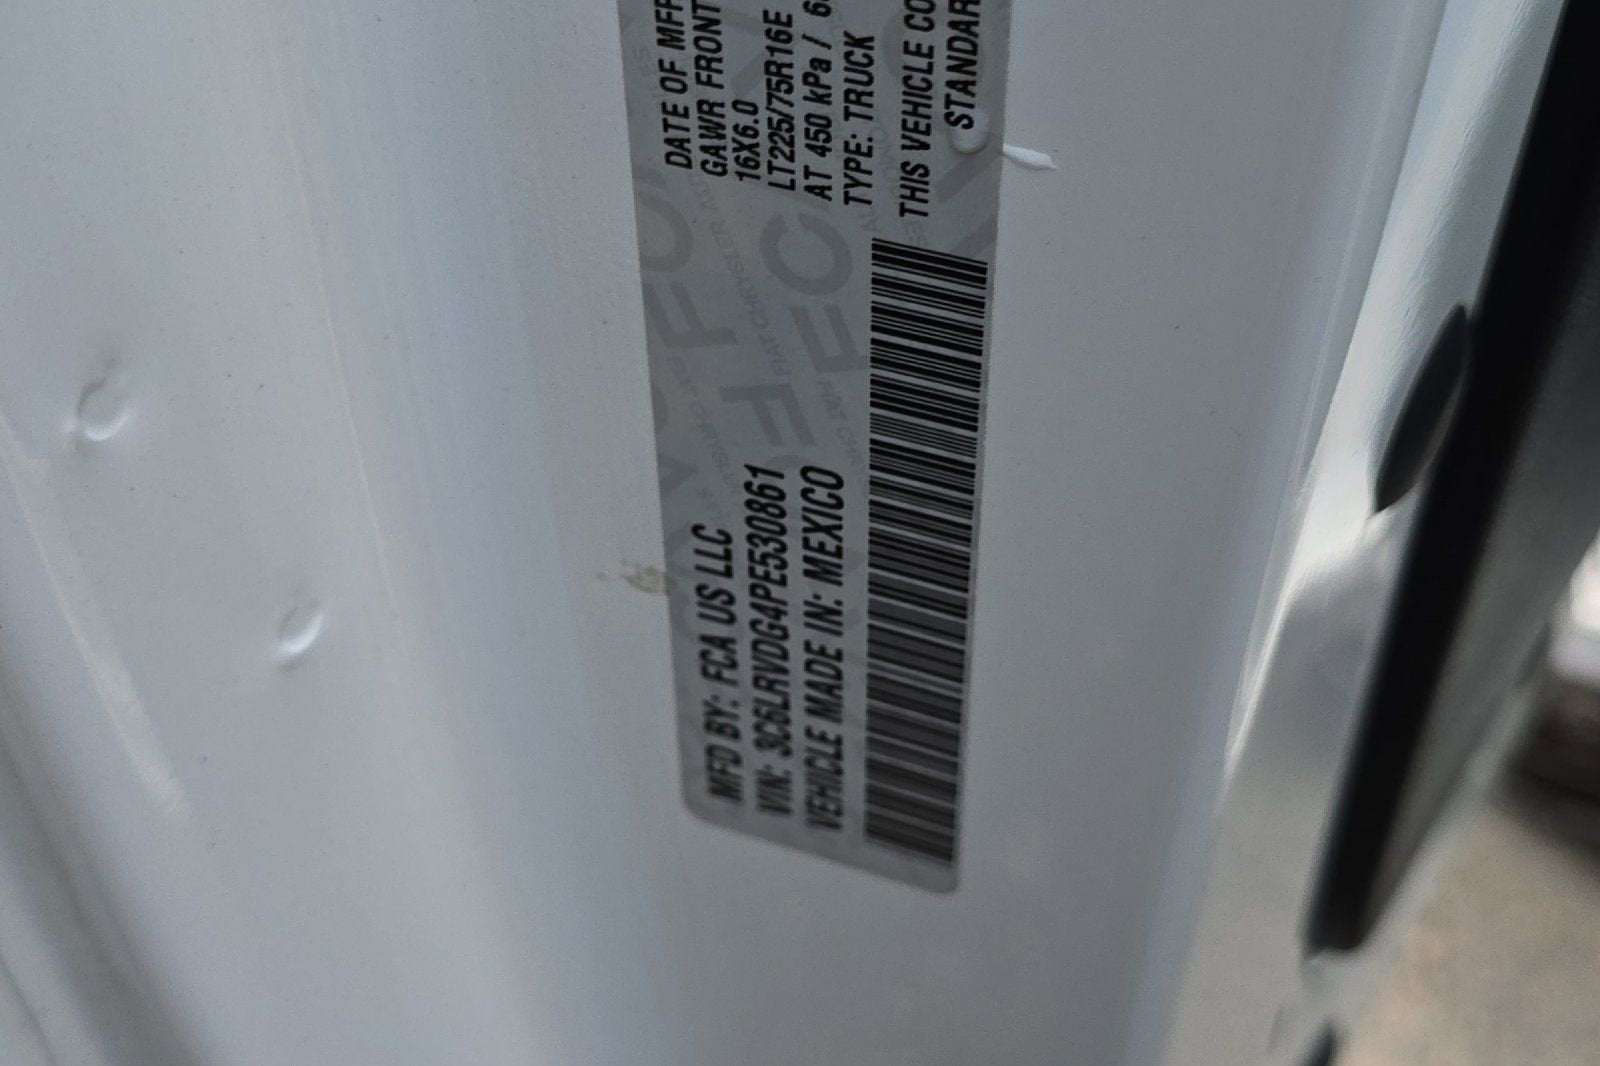 MFD BY: FCA US LLC
VIN: 3C6LRVDG4PE530861
VEHICLE MADE IN: MEXICO
DATE OF MFR
GAWR FRONT
16X6.0
LT225/75R16E
AT 450 kPa /
TYPE: TRUCK
THIS VEHICLE CO
STANDAR